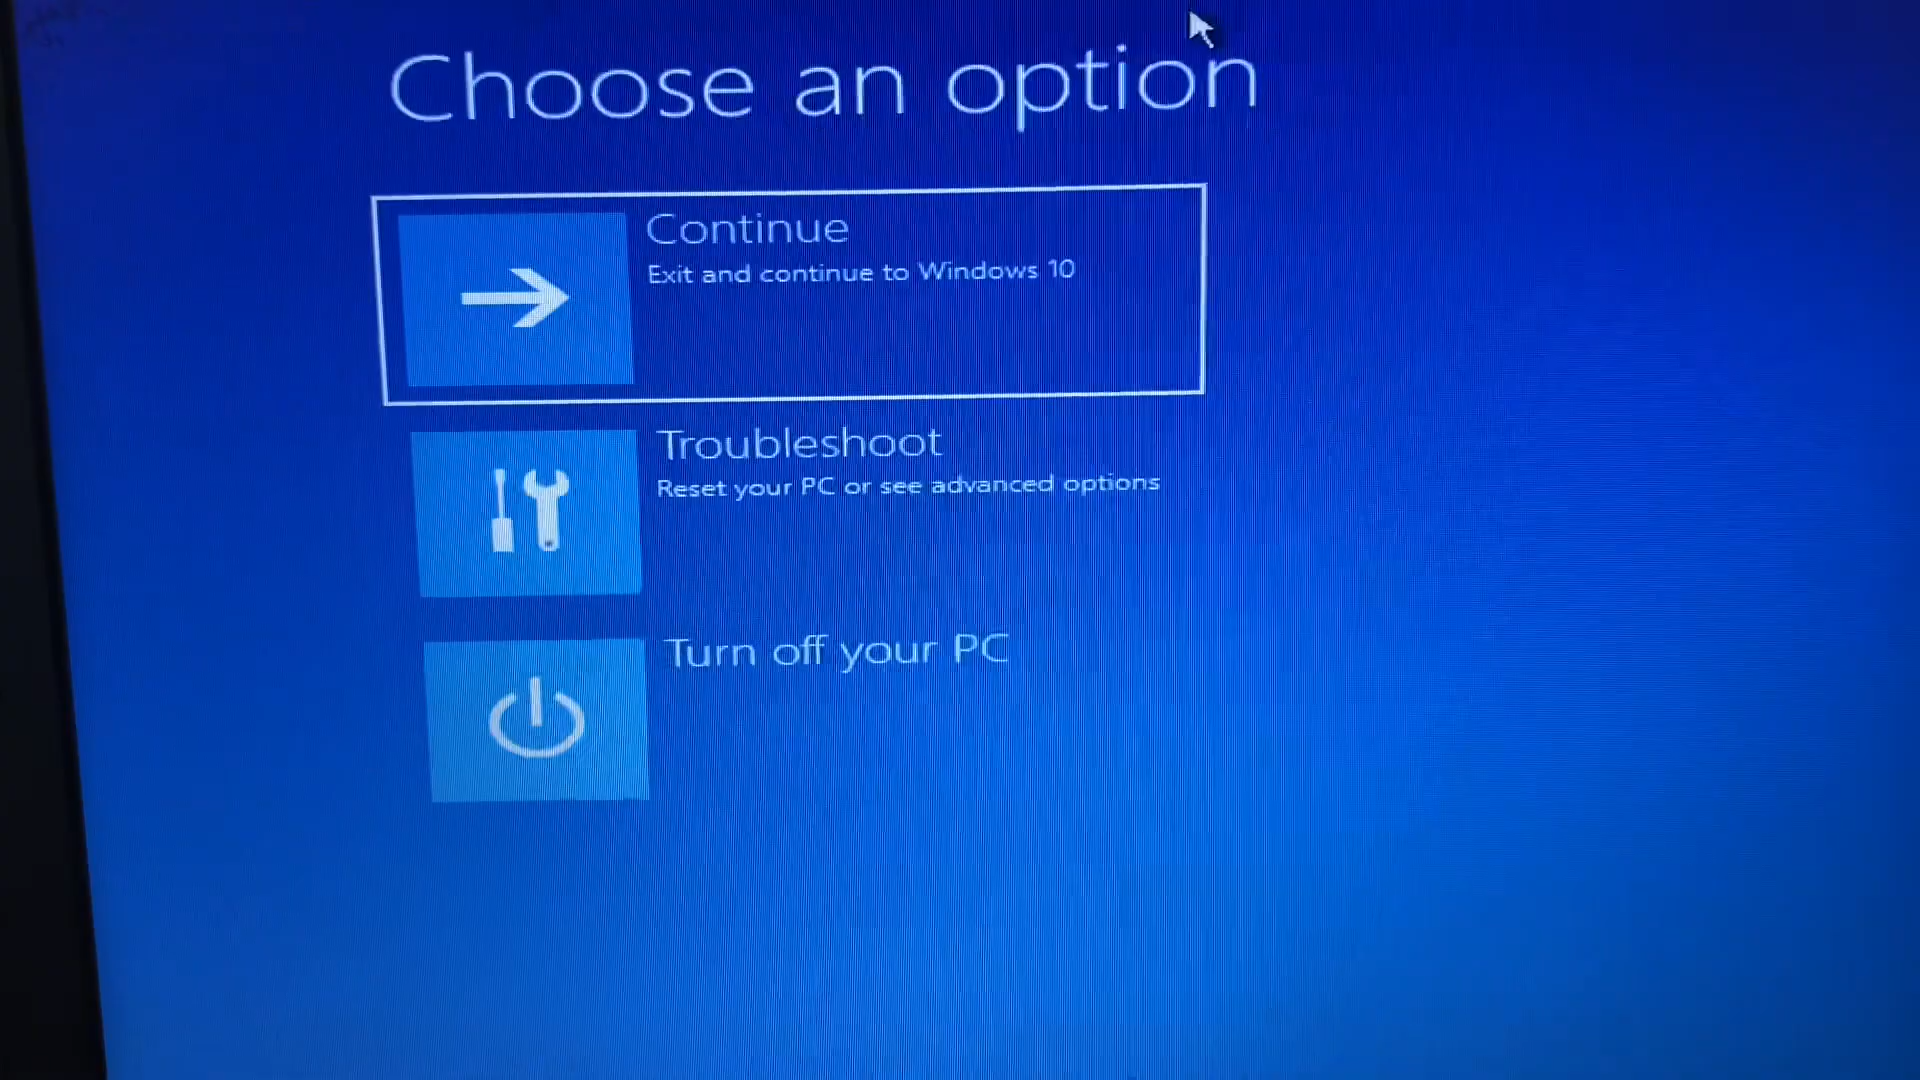 Choose an option
Continue
Exit and continue to Windows 10
Troubleshoot
Reset your PC or see advanced options
Turn off your PC